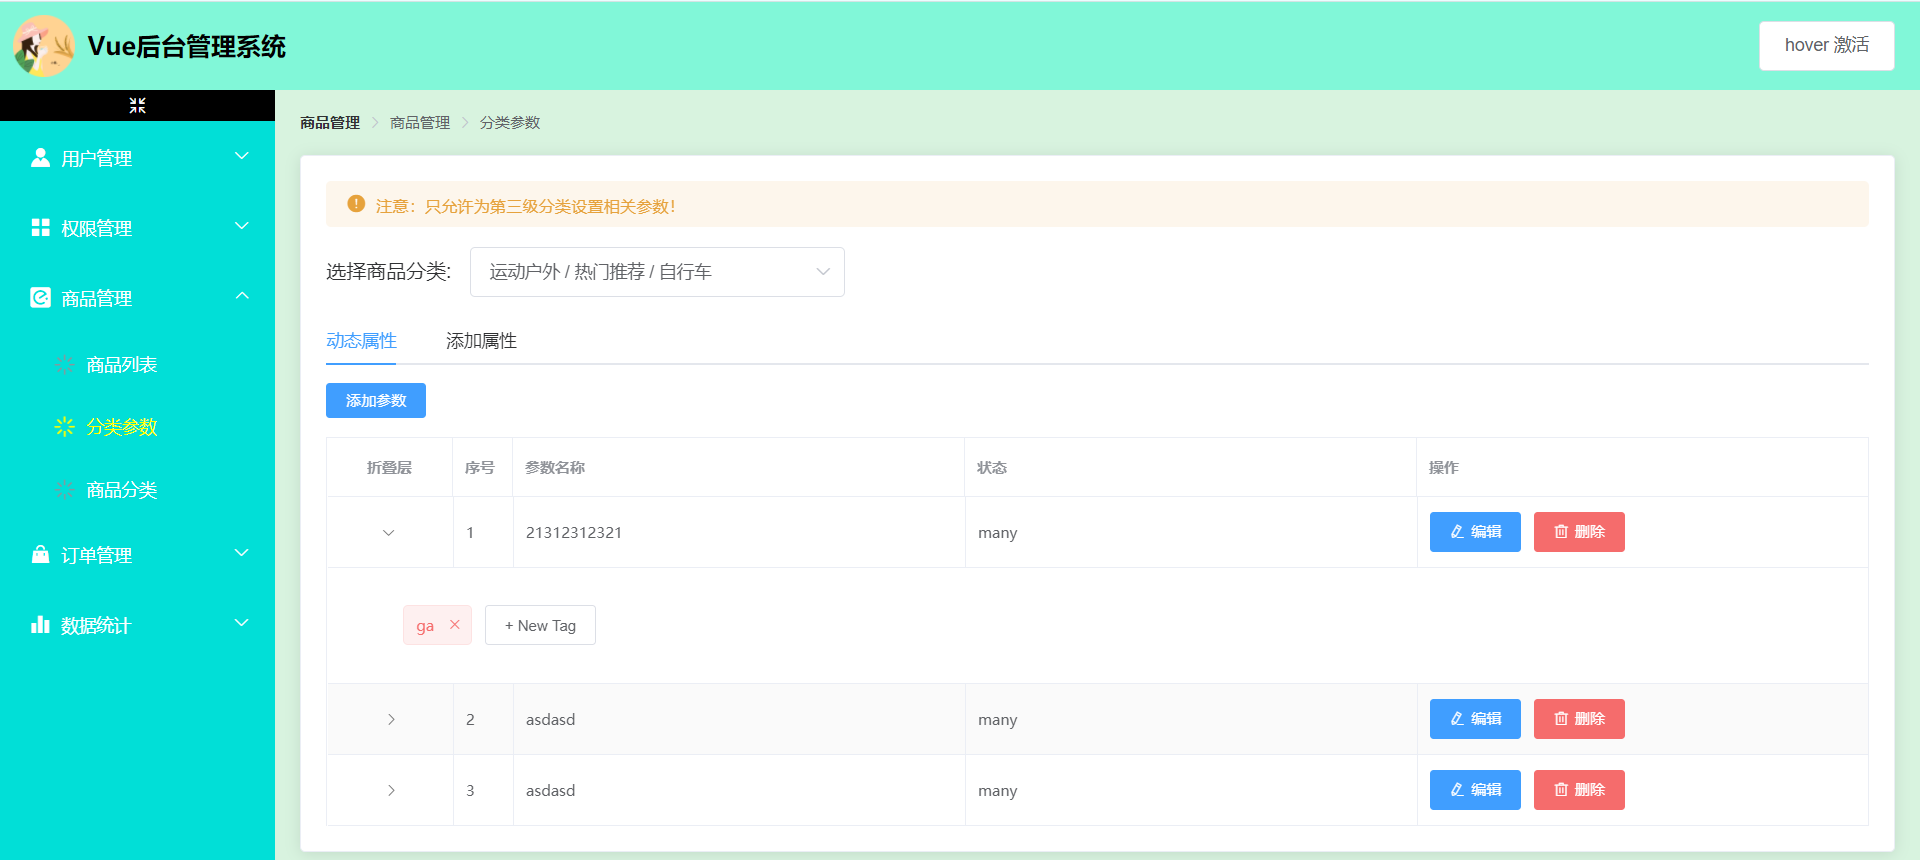 Vue后台管理系统
hover 激活
用户管理
权限管理
商品管理
商品列表
分类参数
商品分类
订单管理
数据统计
商品管理 > 商品管理 > 分类参数
注意：只允许为第三级分类设置相关参数！
选择商品分类: 运动户外 / 热门推荐 / 自行车
动态属性 添加属性
添加参数
折叠层 序号 参数名称 状态 操作
1 21312312321 many 编辑 删除
ga × + New Tag
2 asdasd many 编辑 删除
3 asdasd many 编辑 删除